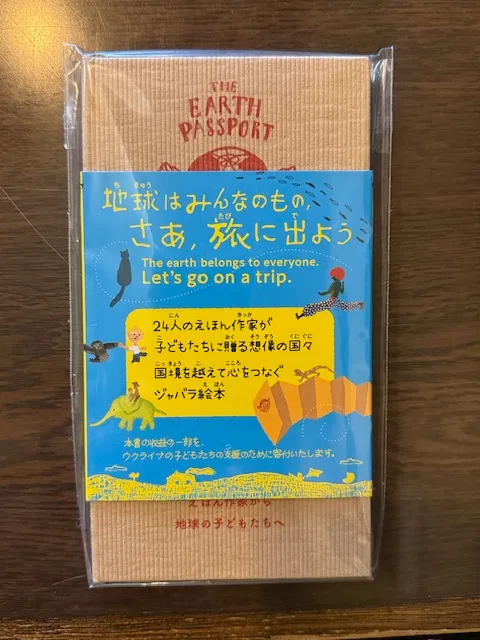 THE
EARTH
PASSPORT
地球はみんなのもの,
さあ,旅に出よう
The earth belongs to everyone.
Let's go on a trip.
24人のえほん作家が
子どもたちに贈る想像の国々
国境を越えて心をつなぐ
ジャバラ絵本
本書の収益の一部を、
ウクライナの子どもたちの支援のために寄付いたします。
えほん作家から
地球の子どもたちへ